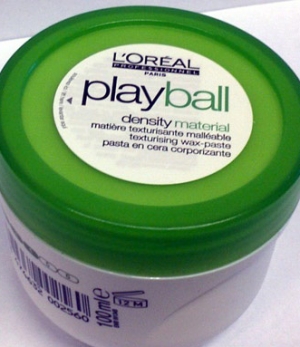 L'ORÉAL
PROFESSIONNEL
PARIS
playball
density material
matière texturisante malléable
texturising wax-paste
pasta en cera corporizante
002560
100 ml e
12 M